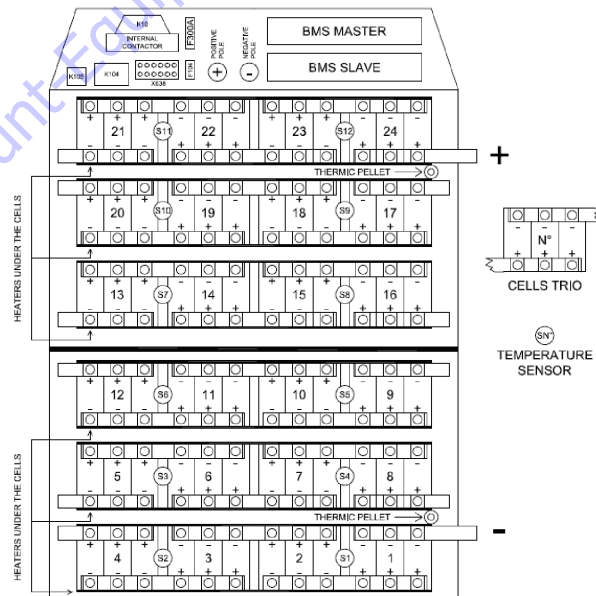 K10
INTERNAL
CONTACTOR
F300A
K109
K104
X638
F104
POSITIVE
POLE
+
NEGATIVE
POLE
-
BMS MASTER
BMS SLAVE
21 S11 22 23 S12 24
+
THERMIC PELLET
20 S10 19 18 S9 17
13 S7 14 15 S8 16
HEATERS UNDER THE CELLS
12 S6 11 10 S5 9
5 S3 6 7 S4 8
THERMIC PELLET
-
4 S2 3 2 S1 1
HEATERS UNDER THE CELLS
- - -
N°
+ + +
CELLS TRIO
SN°
TEMPERATURE
SENSOR